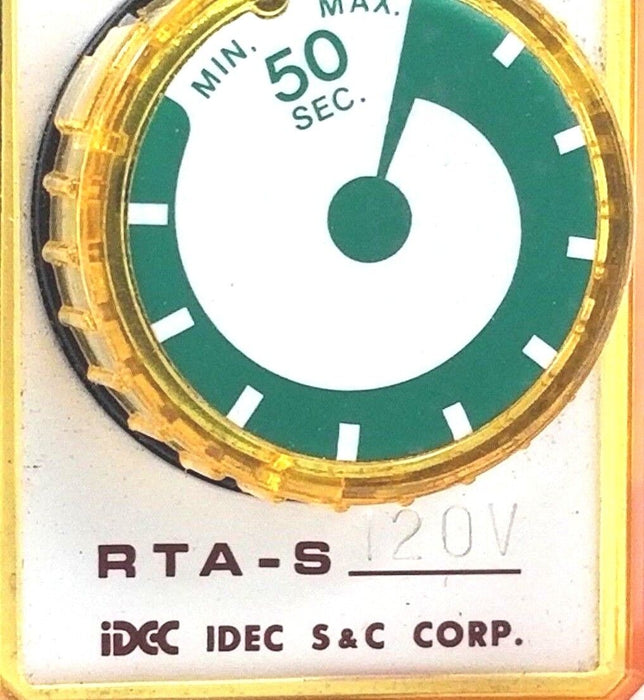 MIN. MAX.
50
SEC.
RTA-S 120V
IDEC IDEC S&C CORP.